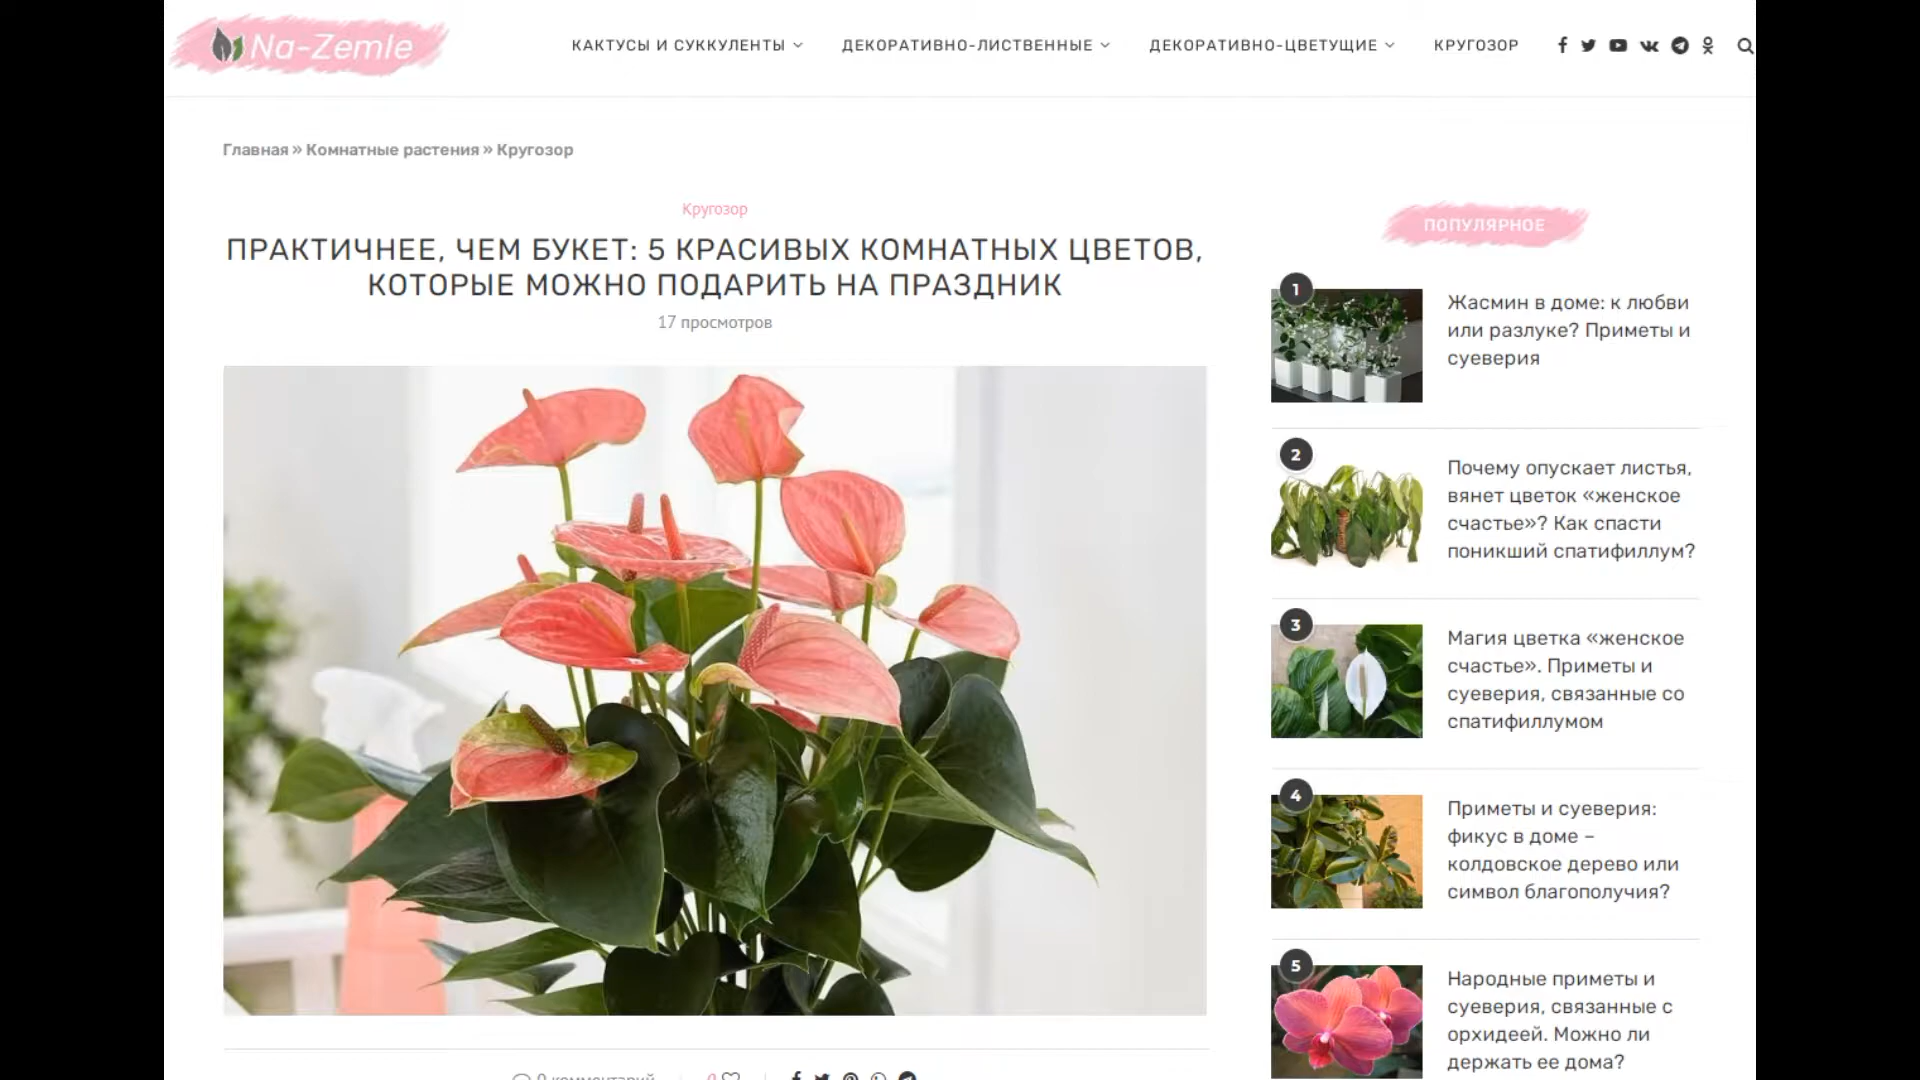 Na-Zemle
КАКТУСЫ И СУККУЛЕНТЫ
ДЕКОРАТИВНО-ЛИСТВЕННЫЕ
ДЕКОРАТИВНО-ЦВЕТУЩИЕ
КРУГОЗОР
Главная » Комнатные растения » Кругозор
Кругозор
ПРАКТИЧНЕЕ, ЧЕМ БУКЕТ: 5 КРАСИВЫХ КОМНАТНЫХ ЦВЕТОВ,
КОТОРЫЕ МОЖНО ПОДАРИТЬ НА ПРАЗДНИК
17 просмотров
0 комментарий
0
ПОПУЛЯРНОЕ
1
Жасмин в доме: к любви
или разлуке? Приметы и
суеверия
2
Почему опускает листья,
вянет цветок «женское
счастье»? Как спасти
поникший спатифиллум?
3
Магия цветка «женское
счастье». Приметы и
суеверия, связанные со
спатифиллумом
4
Приметы и суеверия:
фикус в доме –
колдовское дерево или
символ благополучия?
5
Народные приметы и
суеверия, связанные с
орхидеей. Можно ли
держать ее дома?